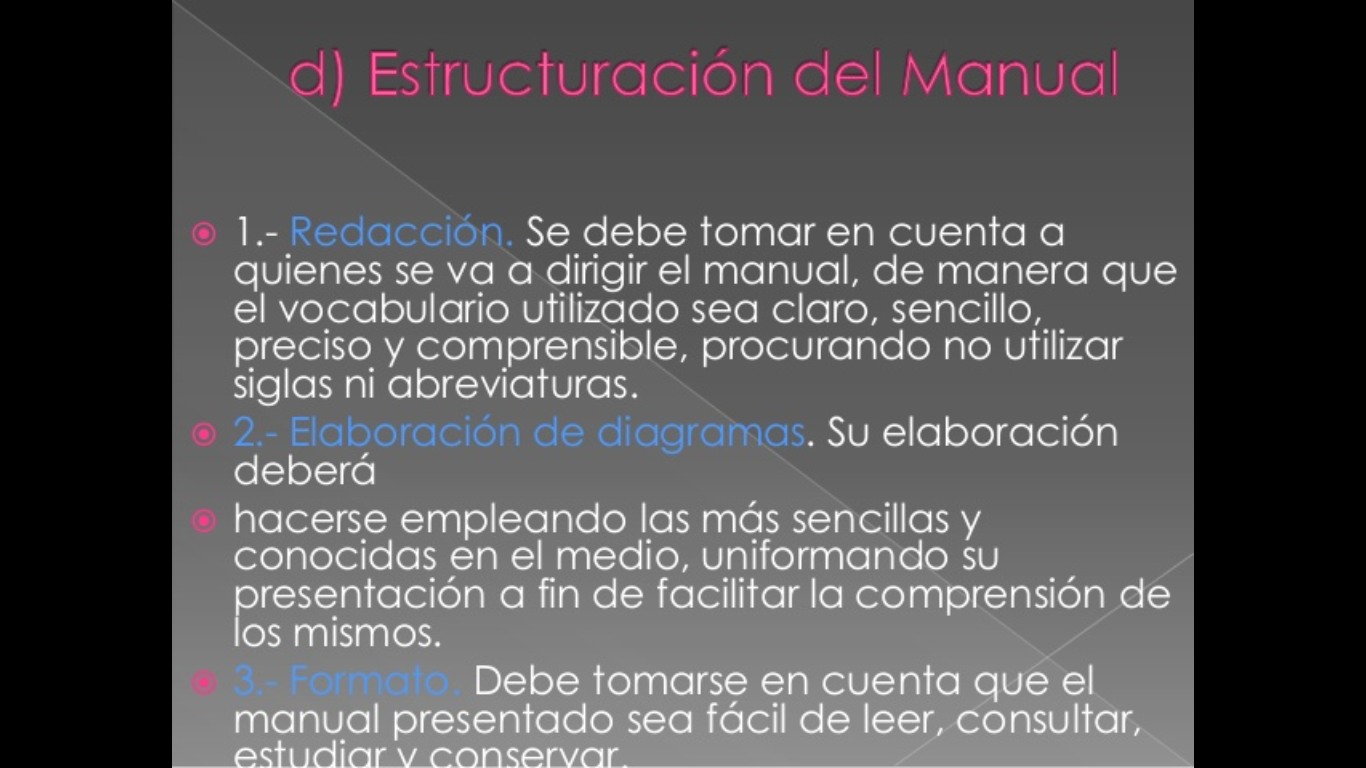 d) Estructuración del Manual
1.- Redacción. Se debe tomar en cuenta a
quienes se va a dirigir el manual, de manera que
el vocabulario utilizado sea claro, sencillo,
preciso y comprensible, procurando no utilizar
siglas ni abreviaturas.
2.- Elaboración de diagramas. Su elaboración
deberá
hacerse empleando las más sencillas y
conocidas en el medio, uniformando su
presentación a fin de facilitar la comprensión de
los mismos.
3.- Formato. Debe tomarse en cuenta que el
manual presentado sea fácil de leer, consultar,
estudiar y conservar.